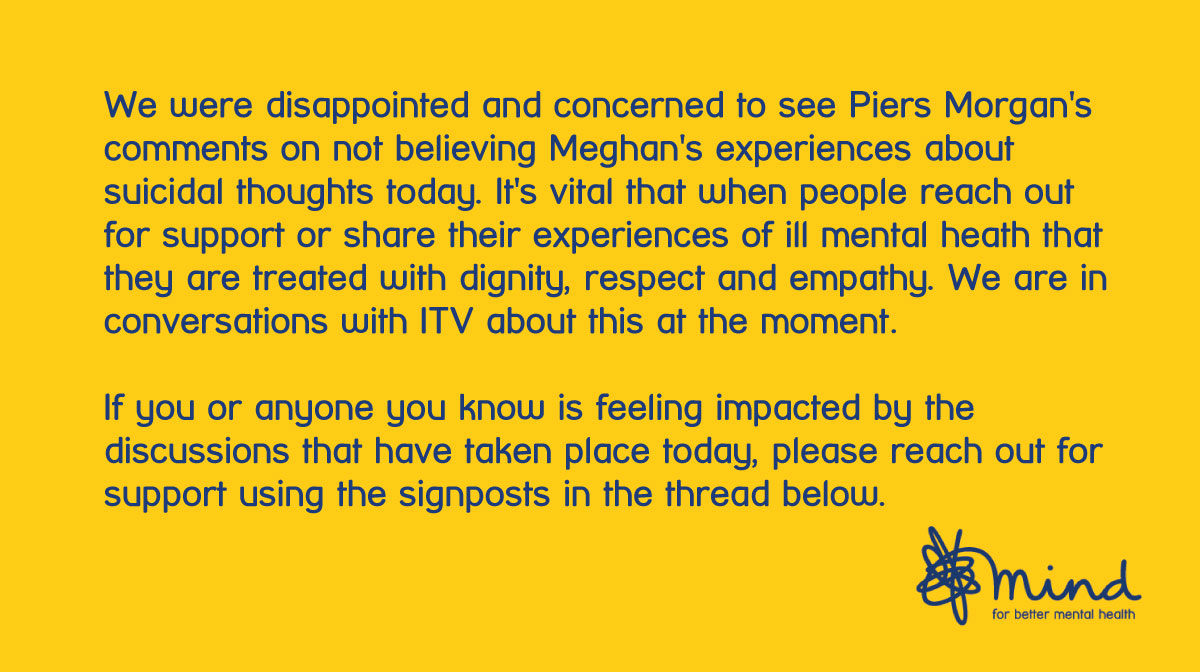 We were disappointed and concerned to see Piers Morgan's
comments on not believing Meghan's experiences about
suicidal thoughts today. It's vital that when people reach out
for support or share their experiences of ill mental heath that
they are treated with dignity, respect and empathy. We are in
conversations with ITV about this at the moment.
If you or anyone you know is feeling impacted by the
discussions that have taken place today, please reach out for
support using the signposts in the thread below.
mind
for better mental health